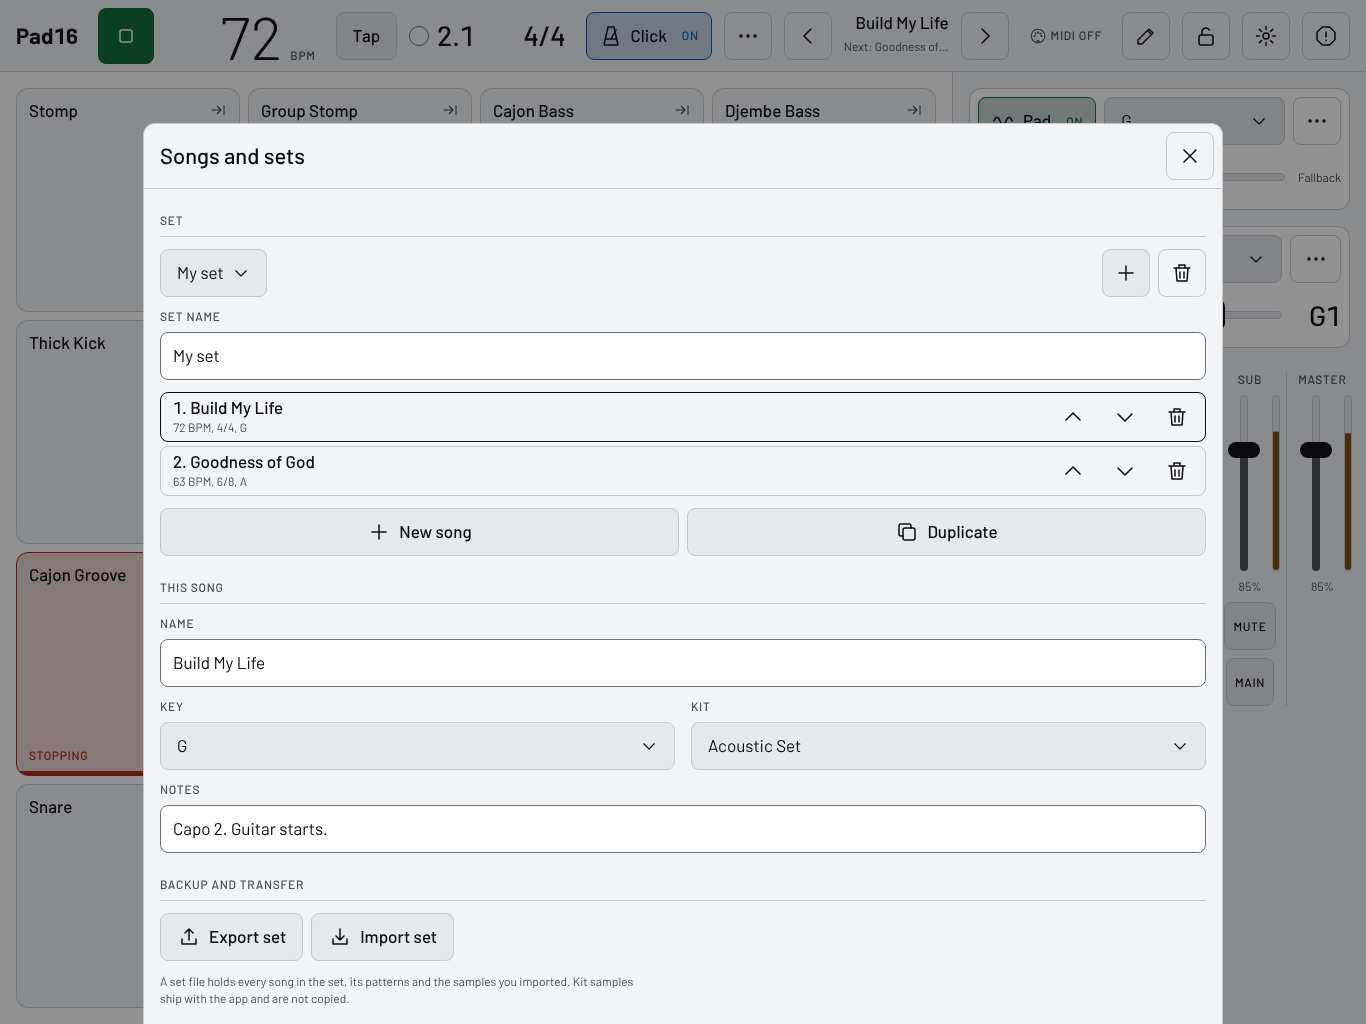 Pad16
72 BPM
Tap
2.1
4/4
Click ON
Build My Life
Next: Goodness of...
MIDI OFF
Stomp
Group Stomp
Cajon Bass
Djembe Bass
Pad ON
G
Fallback
G1
Thick Kick
Cajon Groove
STOPPING
Snare
SUB
MASTER
85%
85%
MUTE
MAIN
Songs and sets
SET
My set
SET NAME
My set
1. Build My Life
72 BPM, 4/4, G
2. Goodness of God
63 BPM, 6/8, A
New song
Duplicate
THIS SONG
NAME
Build My Life
KEY
KIT
G
Acoustic Set
NOTES
Capo 2. Guitar starts.
BACKUP AND TRANSFER
Export set
Import set
A set file holds every song in the set, its patterns and the samples you imported. Kit samples
ship with the app and are not copied.